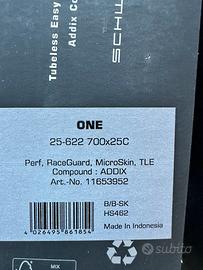 Tubeless Easy
Addix Co
SCHW
ONE
25-622 700x25C
Perf, RaceGuard, MicroSkin, TLE
Compound : ADDIX
Art.-No. 11653952
B/B-SK
HS462
Made in Indonesia
4 026495 861854
FSC
MIX
subito